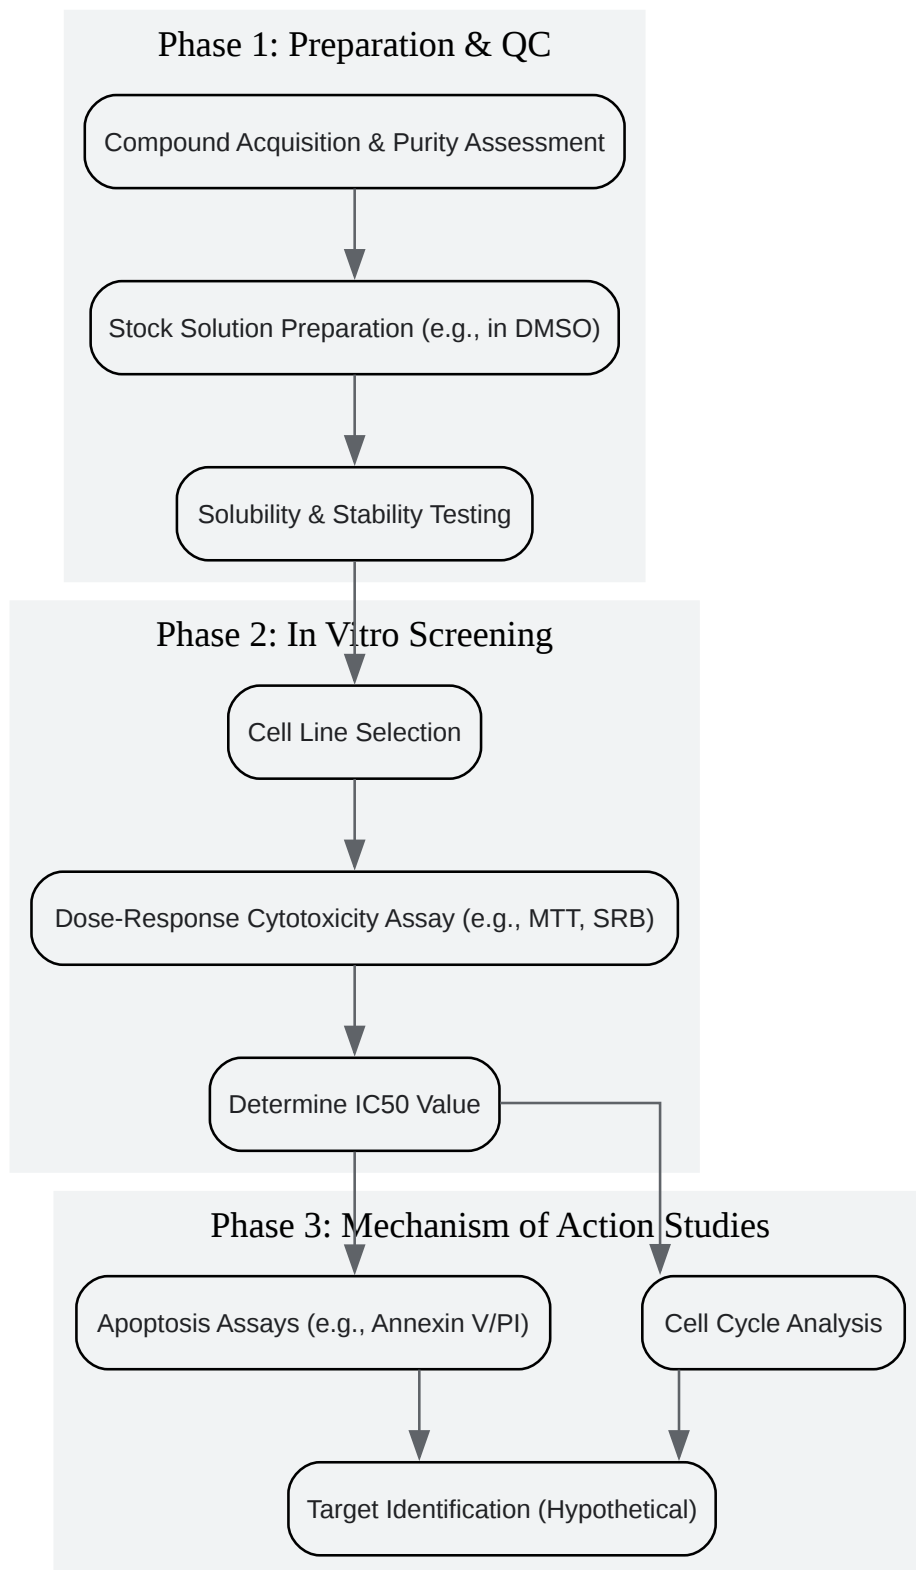 Phase 1: Preparation & QC
Compound Acquisition & Purity Assessment
Stock Solution Preparation (e.g., in DMSO)
Solubility & Stability Testing
Phase 2: In Vitro Screening
Cell Line Selection
Dose-Response Cytotoxicity Assay (e.g., MTT, SRB)
Determine IC50 Value
Phase 3: Mechanism of Action Studies
Apoptosis Assays (e.g., Annexin V/PI)
Cell Cycle Analysis
Target Identification (Hypothetical)